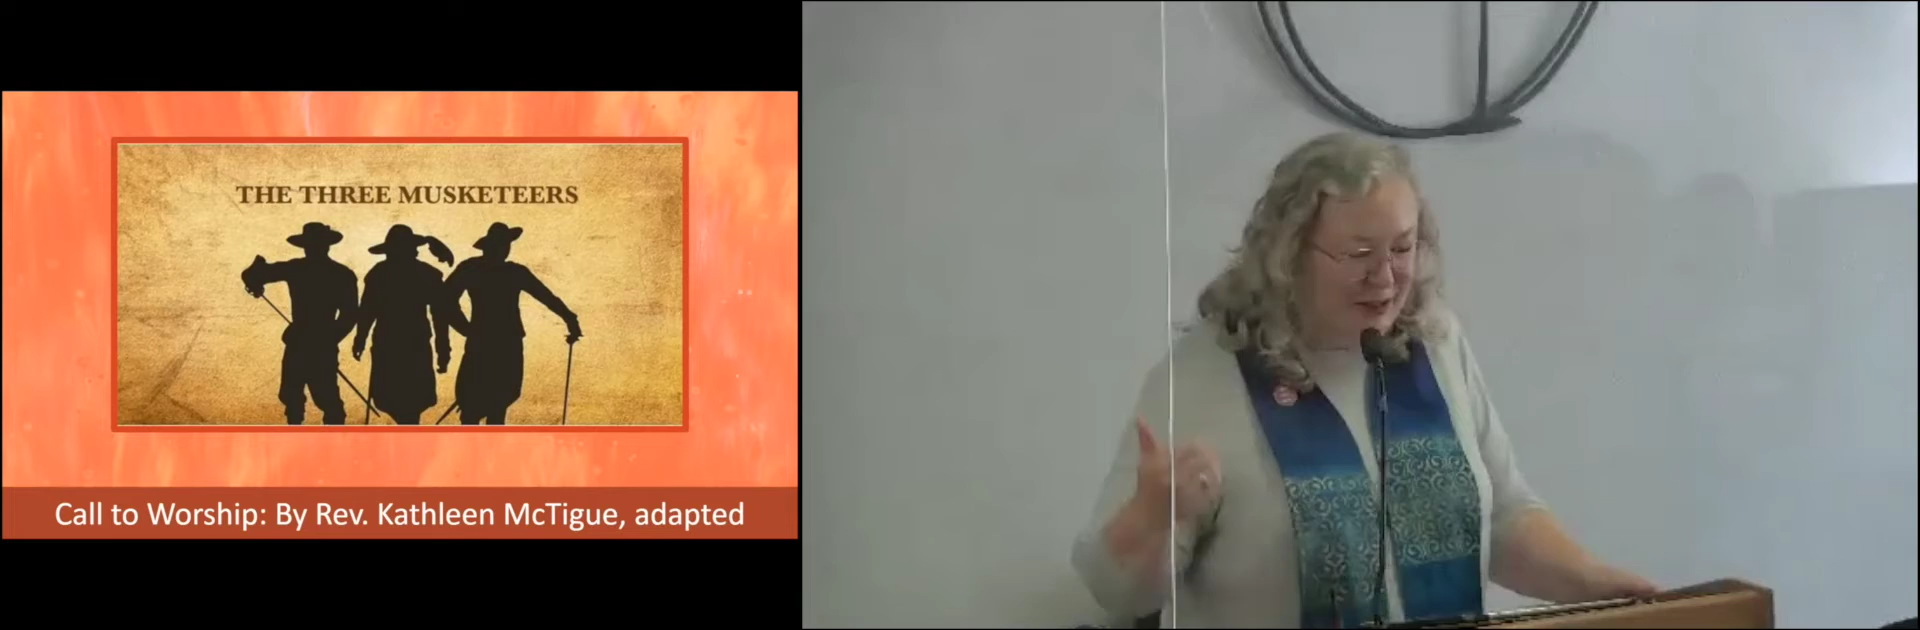 THE THREE MUSKETEERS
Call to Worship: By Rev. Kathleen McTigue, adapted